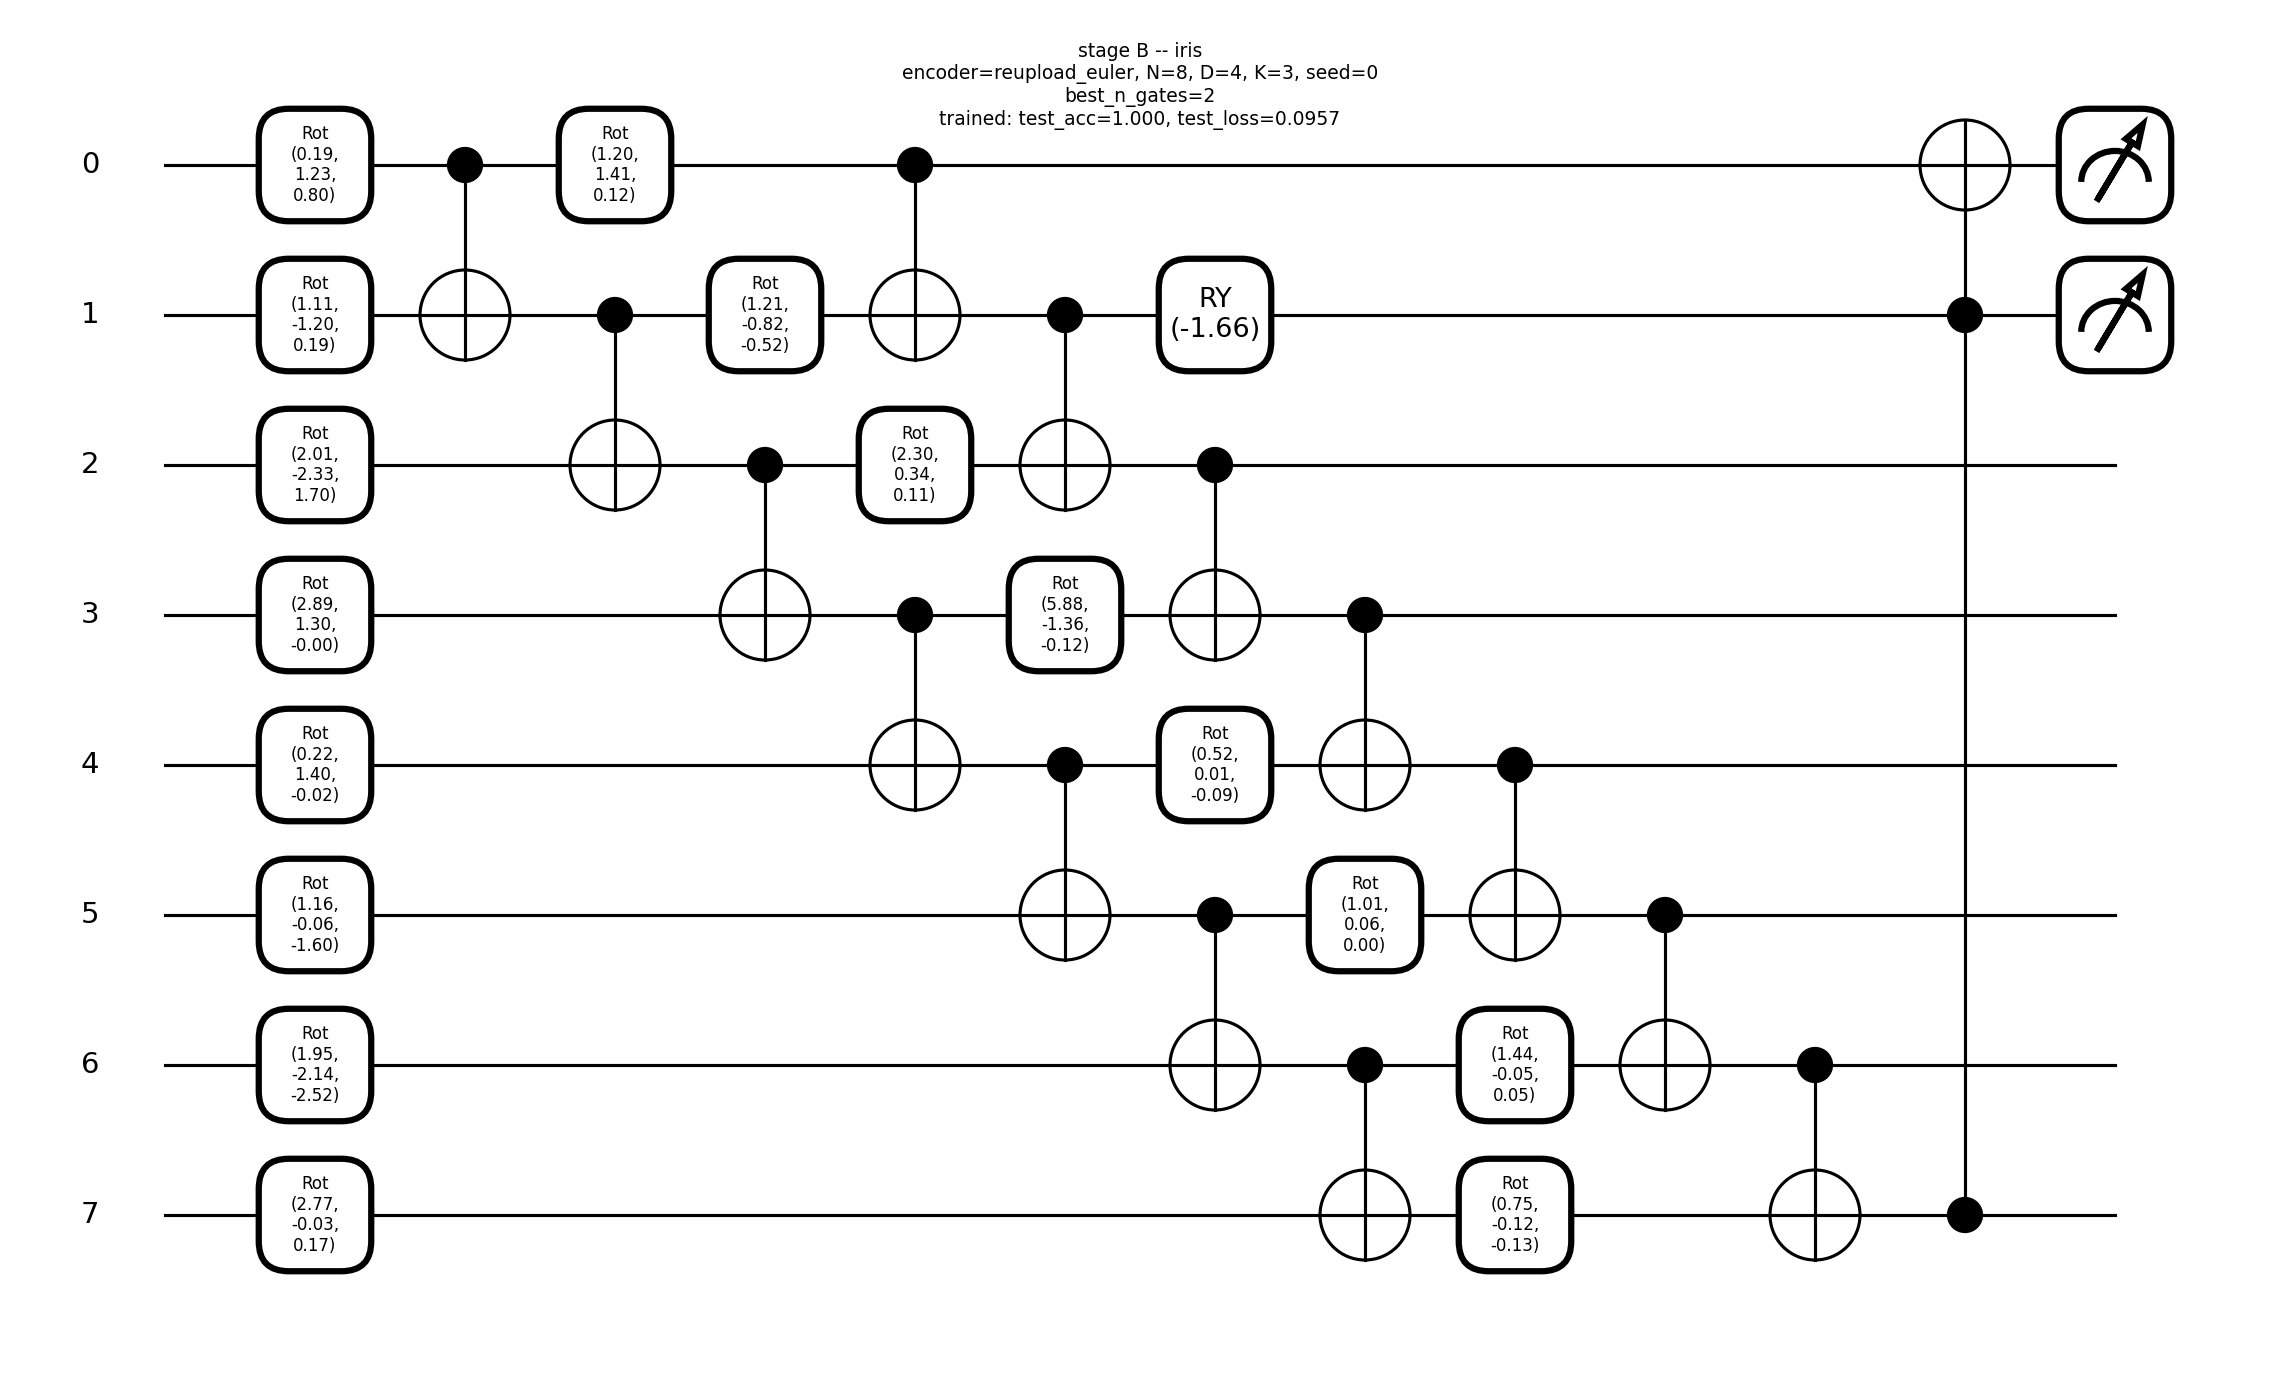 stage B -- iris
encoder=reupload_euler, N=8, D=4, K=3, seed=0
best_n_gates=2
trained: test_acc=1.000, test_loss=0.0957
0
Rot
(0.19,
1.23,
0.80)
Rot
(1.20,
1.41,
0.12)
1
Rot
(1.11,
-1.20,
0.19)
Rot
(1.21,
-0.82,
-0.52)
RY
(-1.66)
2
Rot
(2.01,
-2.33,
1.70)
Rot
(2.30,
0.34,
0.11)
3
Rot
(2.89,
1.30,
-0.00)
Rot
(5.88,
-1.36,
-0.12)
4
Rot
(0.22,
1.40,
-0.02)
Rot
(0.52,
0.01,
-0.09)
5
Rot
(1.16,
-0.06,
-1.60)
Rot
(1.01,
0.06,
0.00)
6
Rot
(1.95,
-2.14,
-2.52)
Rot
(1.44,
-0.05,
0.05)
7
Rot
(2.77,
-0.03,
0.17)
Rot
(0.75,
-0.12,
-0.13)